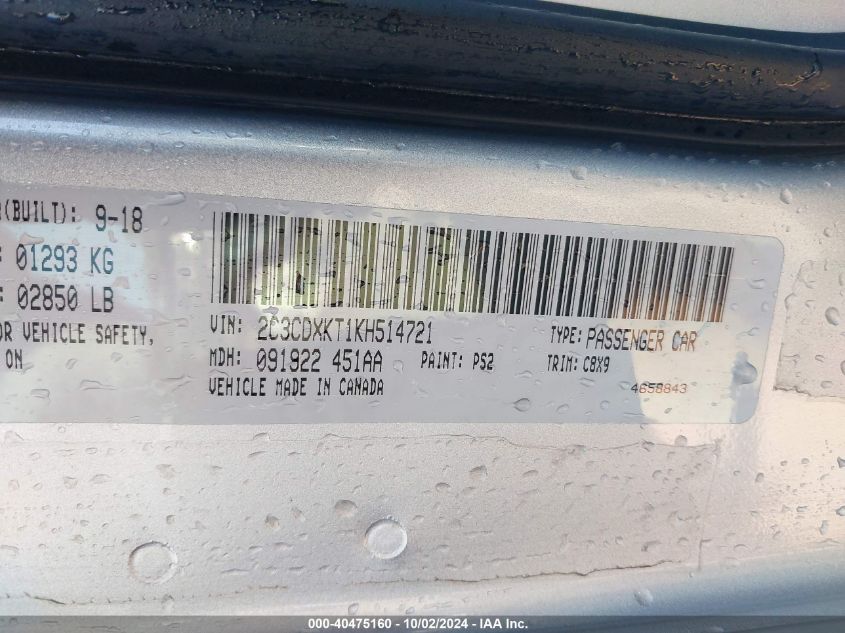 (BUILT): 9-18
: 01293 KG
: 02850 LB
OR VEHICLE SAFETY,
ON
VIN: 2C3CDXKT1KH514721
TYPE: PASSENGER CAR
MDH: 091922 451AA
PAINT: PS2
TRIM: C8X9
VEHICLE MADE IN CANADA
4658843
000-40475160 - 10/02/2024 - IAA Inc.